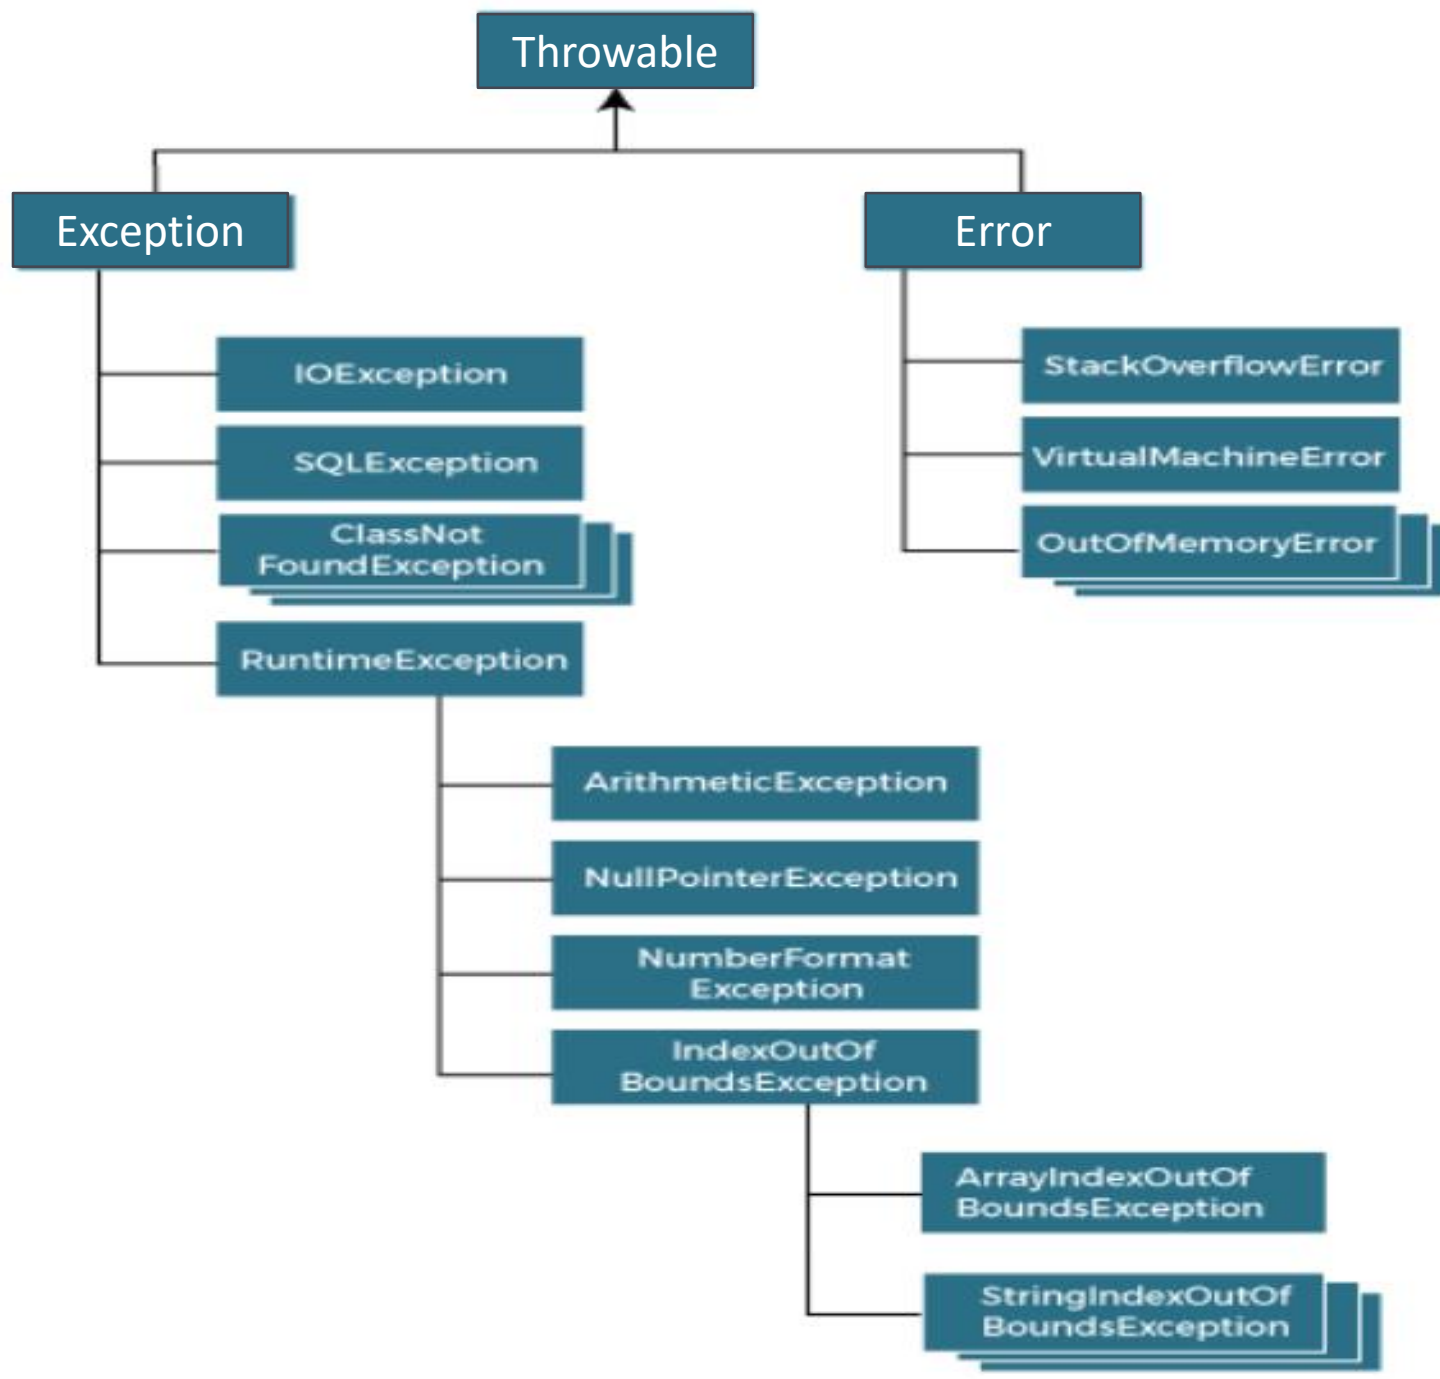 Throwable
Exception
Error
IOException
SQLException
ClassNot
FoundException
RuntimeException
StackOverflowError
VirtualMachineError
OutOfMemoryError
ArithmeticException
NullPointerException
NumberFormat
Exception
IndexOutOf
BoundsException
ArrayIndexOutOf
BoundsException
StringIndexOutOf
BoundsException